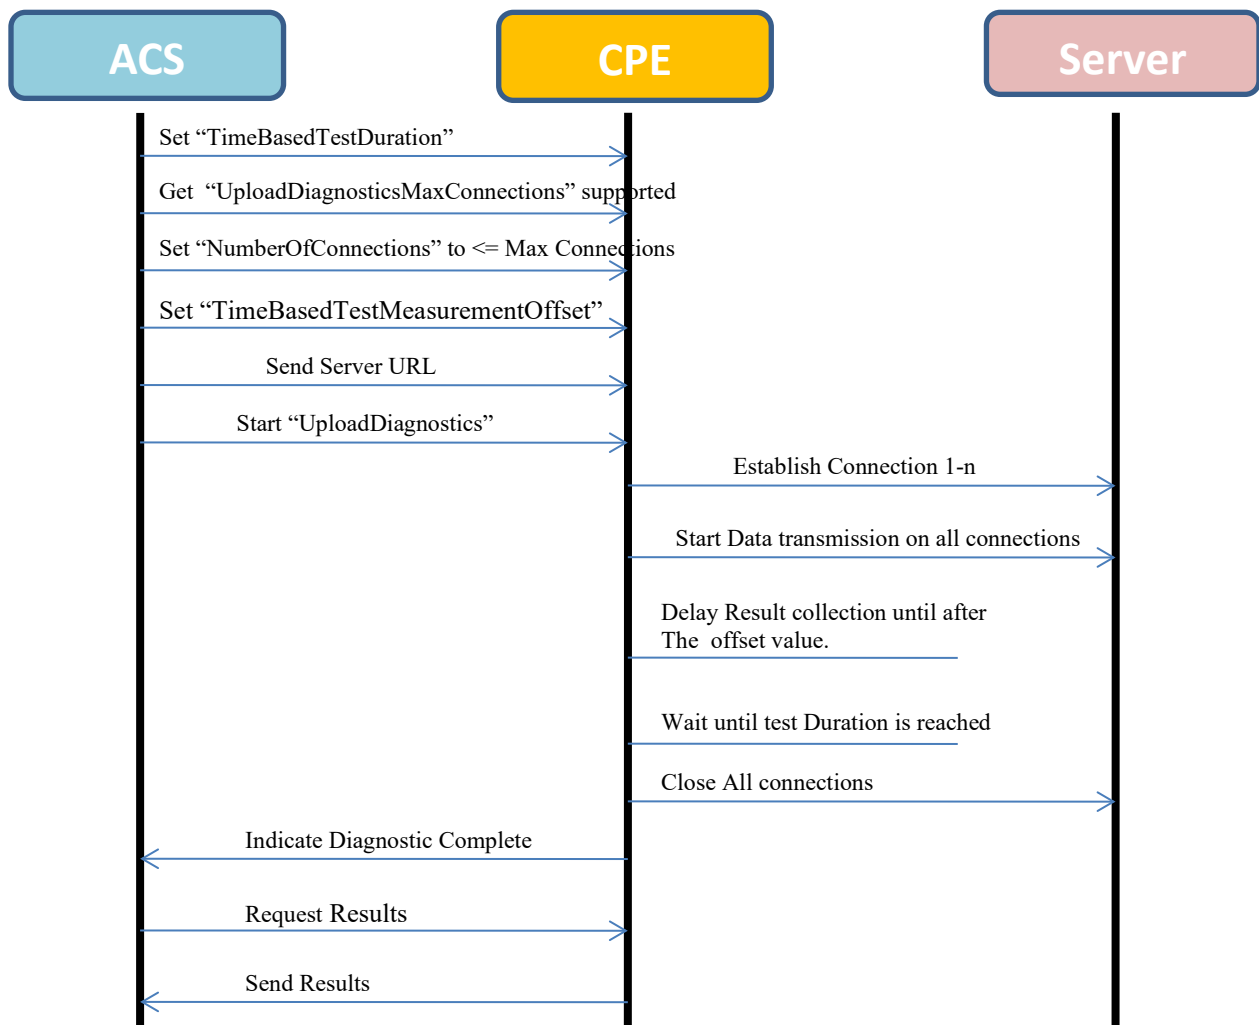 ACS
CPE
Server
Set “TimeBasedTestDuration”
Get “UploadDiagnosticsMaxConnections” supported
Set “NumberOfConnections” to <= Max Connections
Set “TimeBasedTestMeasurementOffset”
Send Server URL
Start “UploadDiagnostics”
Establish Connection 1-n
Start Data transmission on all connections
Delay Result collection until after
The offset value.
Wait until test Duration is reached
Close All connections
Indicate Diagnostic Complete
Request Results
Send Results